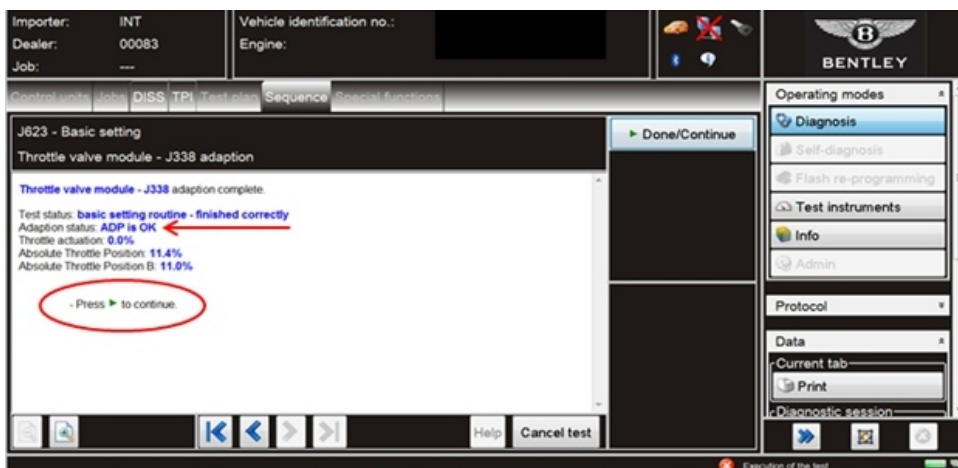 Importer: INT
Dealer: 00083
Job: ---
Vehicle identification no.:
Engine:
BENTLEY
Control units Jobs DISS TPI Test plan Sequence Special functions
J623 - Basic setting
Throttle valve module - J338 adaption
Throttle valve module - J338 adaption complete.
Test status: basic setting routine - finished correctly
Adaption status: ADP is OK
Throttle actuation: 0.0%
Absolute Throttle Position: 11.4%
Absolute Throttle Position B: 11.0%
- Press ► to continue.
► Done/Continue
Help Cancel test
Operating modes
Diagnosis
Self-diagnosis
Flash re-programming
Test instruments
Info
Admin
Protocol
Data
Current tab
Print
Diagnostic session
Execution of the test